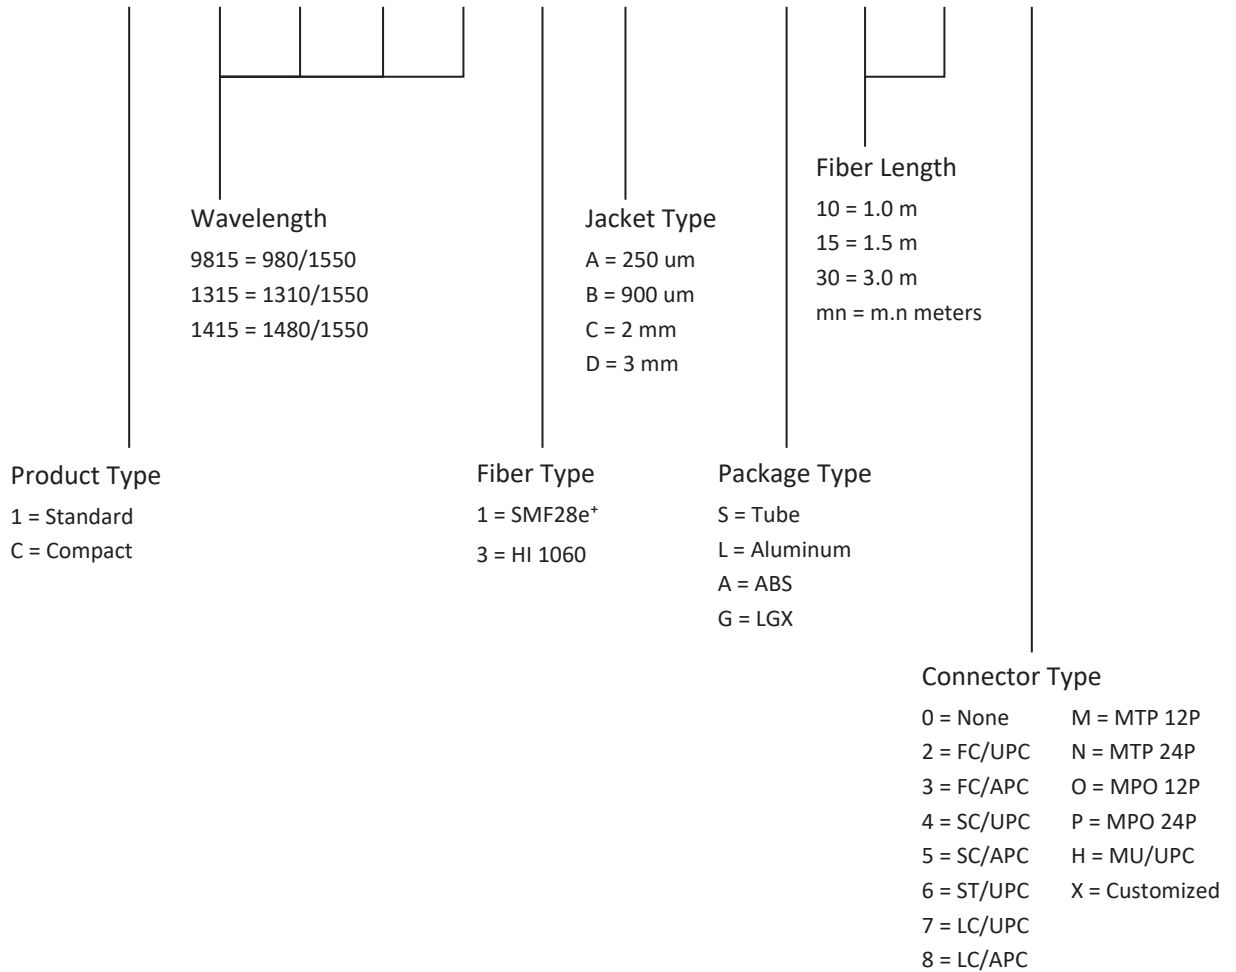 Fiber Length
10 = 1.0 m
15 = 1.5 m
30 = 3.0 m
mn = m.n meters
Wavelength
9815 = 980/1550
1315 = 1310/1550
1415 = 1480/1550
Jacket Type
A = 250 um
B = 900 um
C = 2 mm
D = 3 mm
Product Type
1 = Standard
C = Compact
Fiber Type
1 = SMF28e⁺
3 = HI 1060
Package Type
S = Tube
L = Aluminum
A = ABS
G = LGX
Connector Type
0 = None
2 = FC/UPC
3 = FC/APC
4 = SC/UPC
5 = SC/APC
6 = ST/UPC
7 = LC/UPC
8 = LC/APC
M = MTP 12P
N = MTP 24P
O = MPO 12P
P = MPO 24P
H = MU/UPC
X = Customized